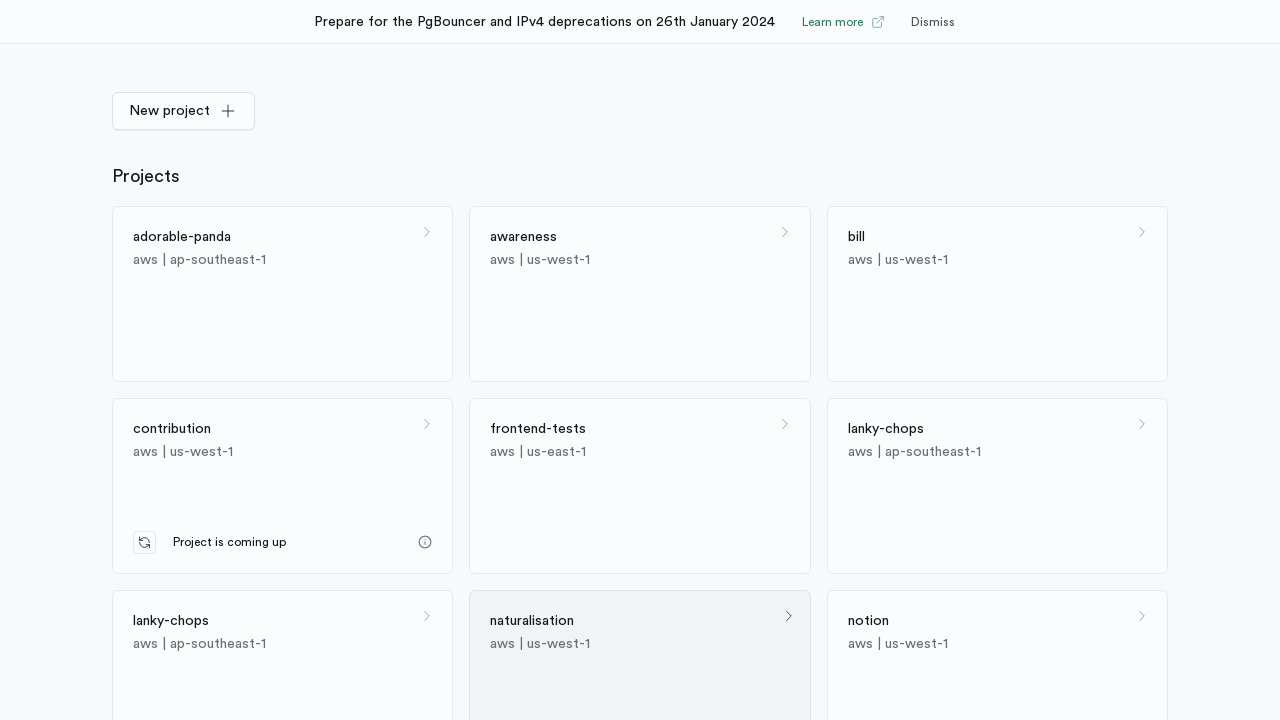 Prepare for the PgBouncer and IPv4 deprecations on 26th January 2024 Learn more Dismiss
New project
Projects
adorable-panda
aws | ap-southeast-1
awareness
aws | us-west-1
bill
aws | us-west-1
contribution
aws | us-west-1
Project is coming up
frontend-tests
aws | us-east-1
lanky-chops
aws | ap-southeast-1
lanky-chops
aws | ap-southeast-1
naturalisation
aws | us-west-1
notion
aws | us-west-1